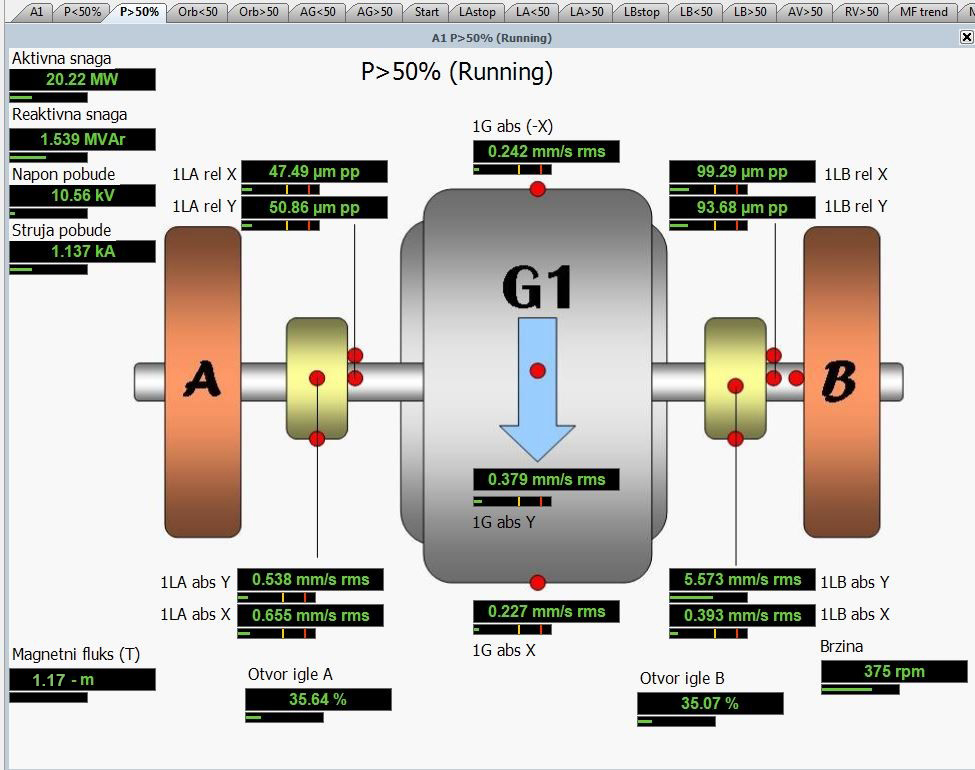 A1 P<50% P>50% Orb<50 Orb>50 AG<50 AG>50 Start LAstop LA<50 LA>50 LBstop LB<50 LB>50 AV>50 RV>50 MF trend
A1 P>50% (Running)
P>50% (Running)
Aktivna snaga
20.22 MW
Reaktivna snaga
1.539 MVAr
Napon pobude
10.56 kV
Struja pobude
1.137 kA
1LA rel X 47.49 µm pp
1LA rel Y 50.86 µm pp
1G abs (-X)
0.242 mm/s rms
99.29 µm pp 1LB rel X
93.68 µm pp 1LB rel Y
A
G1
B
0.379 mm/s rms
1G abs Y
1LA abs Y 0.538 mm/s rms
1LA abs X 0.655 mm/s rms
0.227 mm/s rms
1G abs X
5.573 mm/s rms 1LB abs Y
0.393 mm/s rms 1LB abs X
Magnetni fluks (T)
1.17 - m
Otvor igle A
35.64 %
Otvor igle B
35.07 %
Brzina
375 rpm